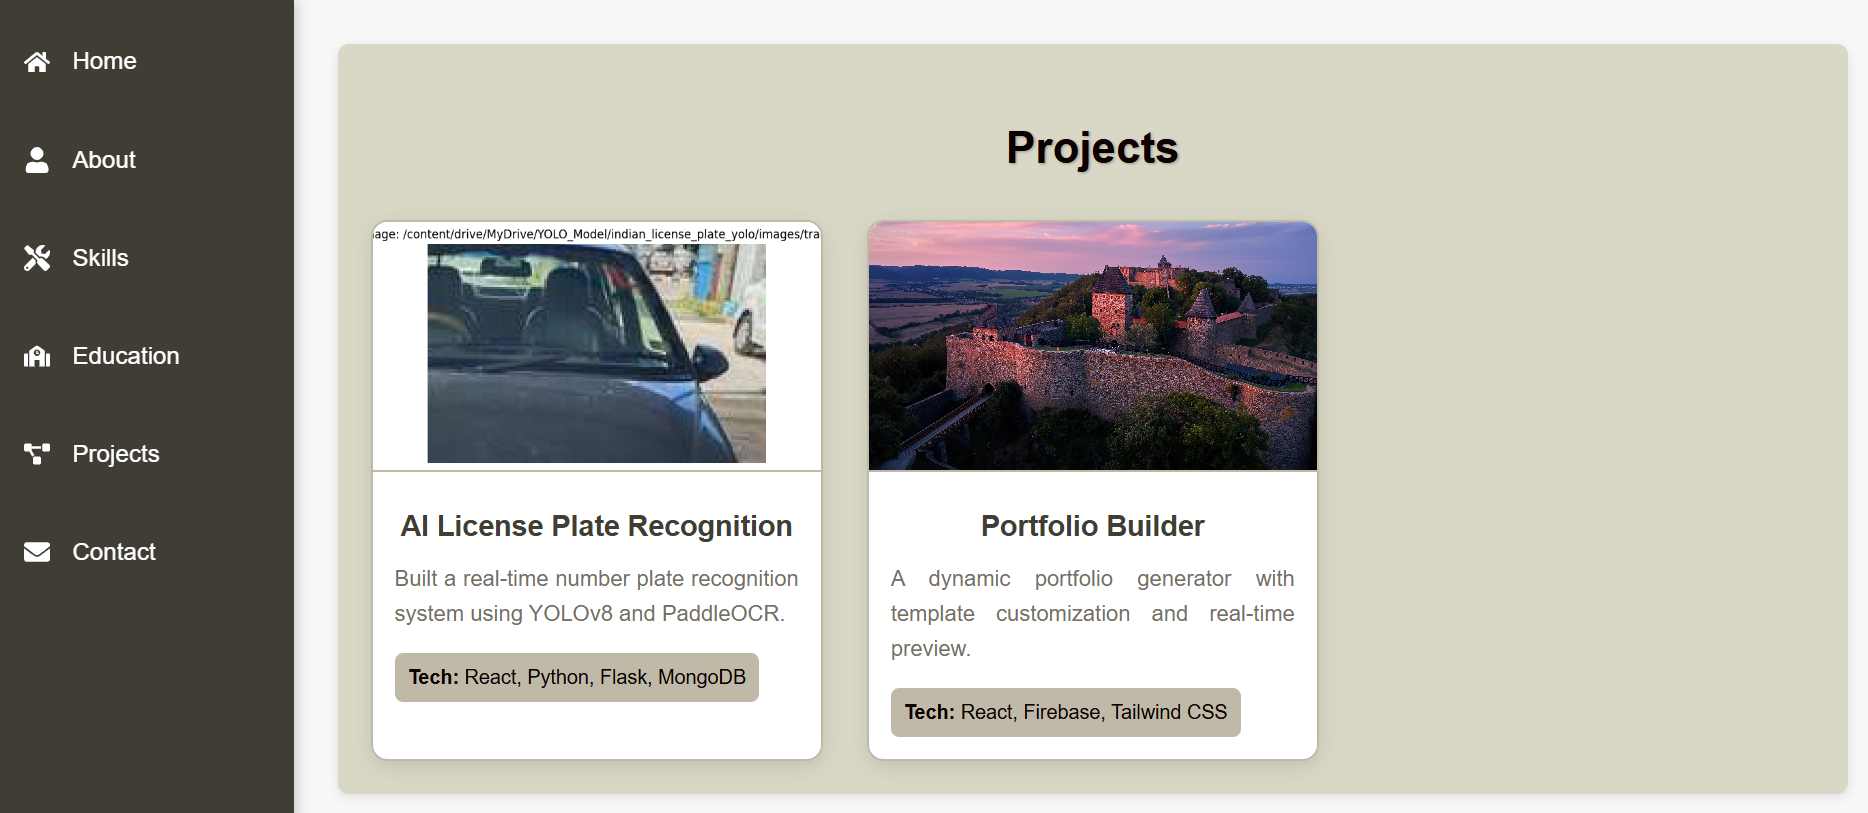 Home
About
Skills
Education
Projects
Contact
Projects
age: /content/drive/MyDrive/YOLO_Model/indian_license_plate_yolo/images/tra
AI License Plate Recognition
Built a real-time number plate recognition
system using YOLOv8 and PaddleOCR.
Tech: React, Python, Flask, MongoDB
Portfolio Builder
A dynamic portfolio generator with
template customization and real-time
preview.
Tech: React, Firebase, Tailwind CSS